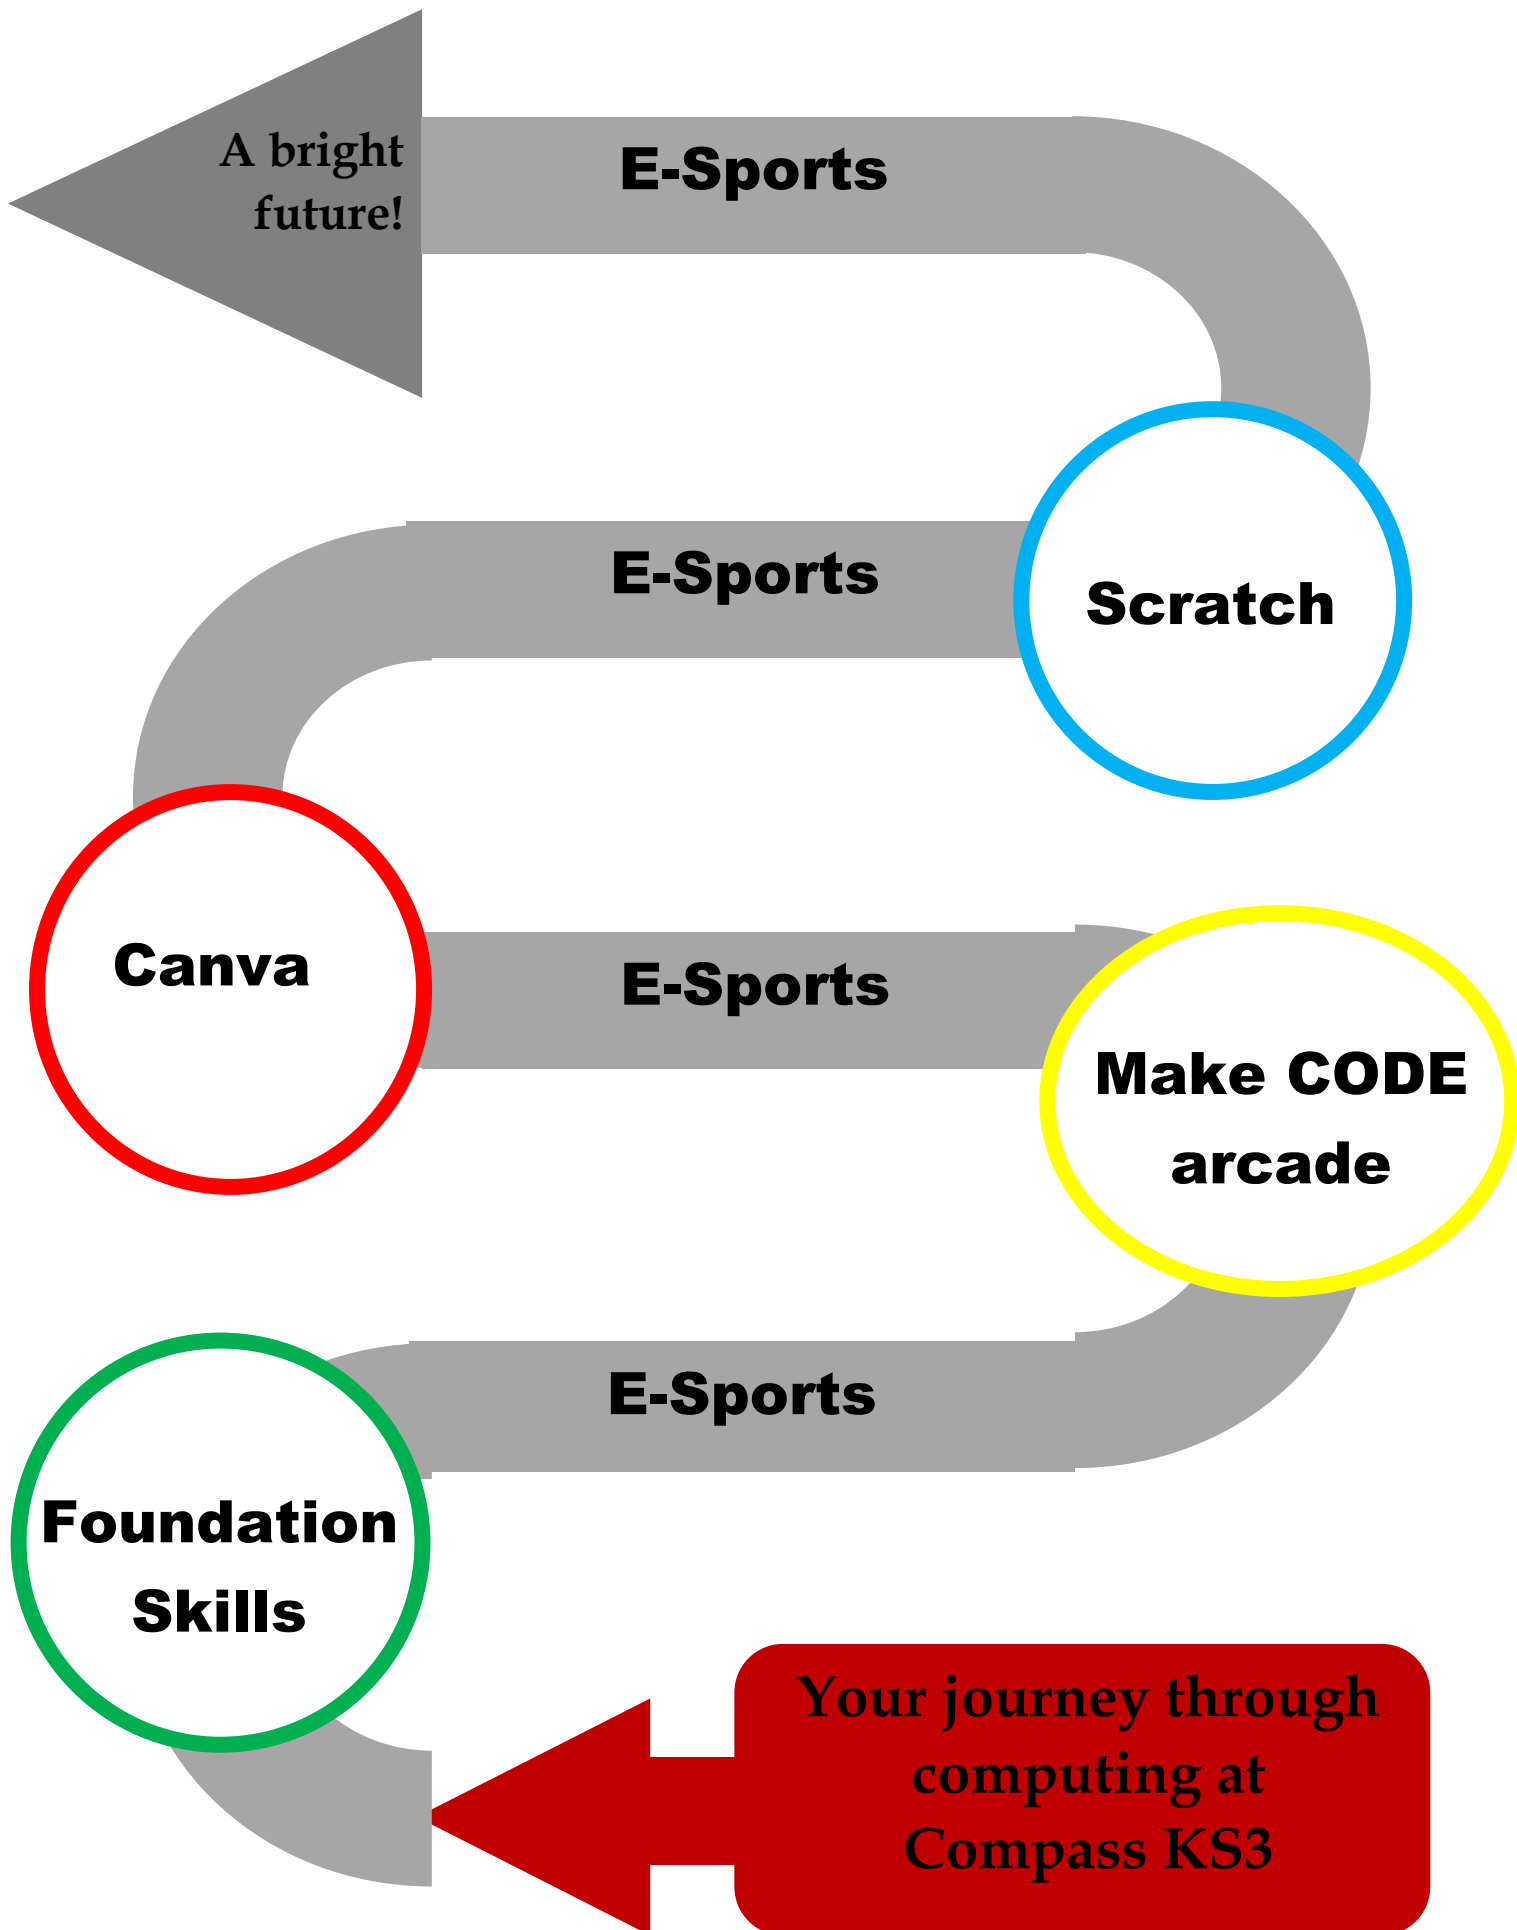 A bright
future!
E-Sports
E-Sports
Scratch
Canva
E-Sports
Make CODE
arcade
E-Sports
Foundation
Skills
Your journey through
computing at
Compass KS3